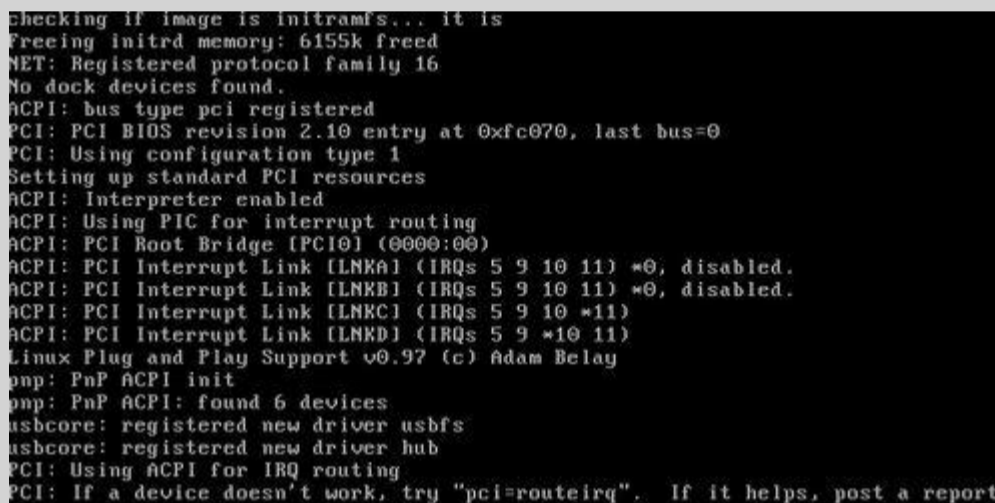 checking if image is initramfs... it is
Freeing initrd memory: 6155k freed
NET: Registered protocol family 16
No dock devices found.
ACPI: bus type pci registered
PCI: PCI BIOS revision 2.10 entry at 0xfc070, last bus=0
PCI: Using configuration type 1
Setting up standard PCI resources
ACPI: Interpreter enabled
ACPI: Using PIC for interrupt routing
ACPI: PCI Root Bridge [PCI0] (0000:00)
ACPI: PCI Interrupt Link [LNKA] (IRQs 5 9 10 11) *0, disabled.
ACPI: PCI Interrupt Link [LNKB] (IRQs 5 9 10 11) *0, disabled.
ACPI: PCI Interrupt Link [LNKC] (IRQs 5 9 10 *11)
ACPI: PCI Interrupt Link [LNKD] (IRQs 5 9 *10 11)
Linux Plug and Play Support v0.97 (c) Adam Belay
pnp: PnP ACPI init
pnp: PnP ACPI: found 6 devices
usbcore: registered new driver usbfs
usbcore: registered new driver hub
PCI: Using ACPI for IRQ routing
PCI: If a device doesn't work, try "pci=routeirq".  If it helps, post a report